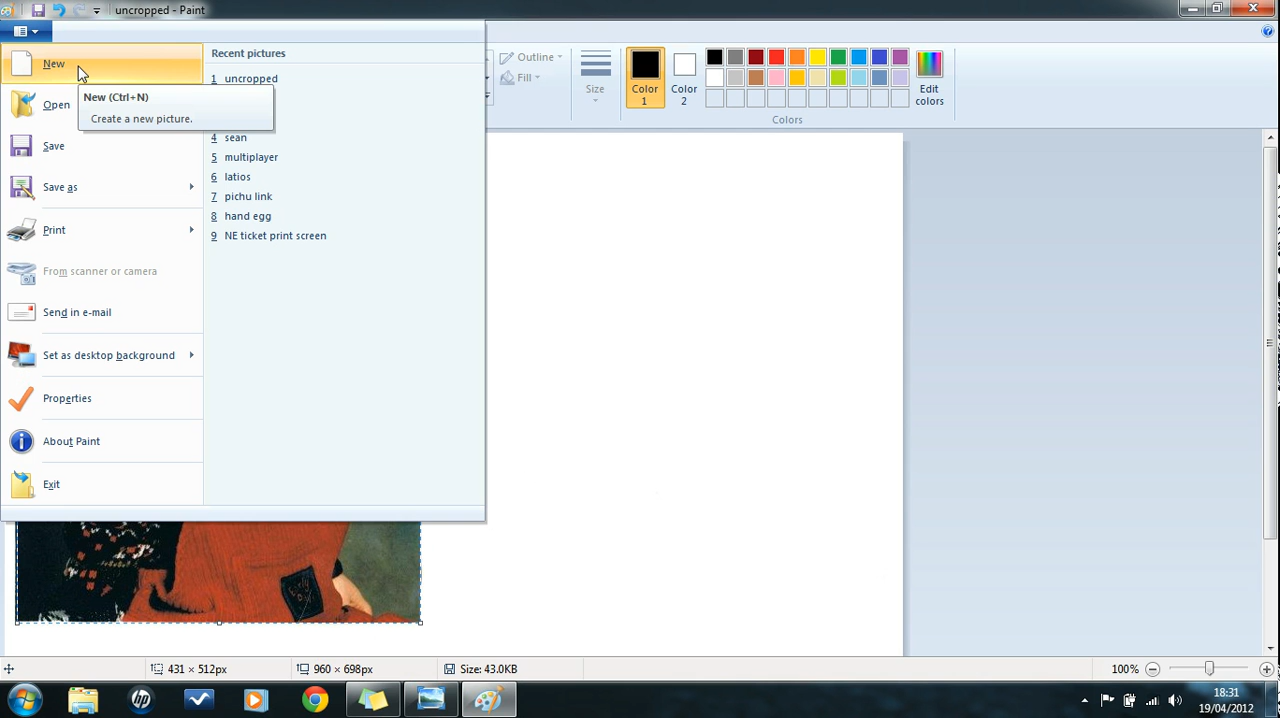 uncropped - Paint
New
Recent pictures
1 uncropped
New (Ctrl+N)
Create a new picture.
Open
4 sean
Save
5 multiplayer
6 latios
Save as
7 pichu link
8 hand egg
Print
9 NE ticket print screen
From scanner or camera
Send in e-mail
Set as desktop background
Properties
About Paint
Exit
Outline
Fill
Size
Color 1
Color 2
Edit colors
Colors
431 × 512px
960 × 698px
Size: 43.0KB
100%
18:31
19/04/2012